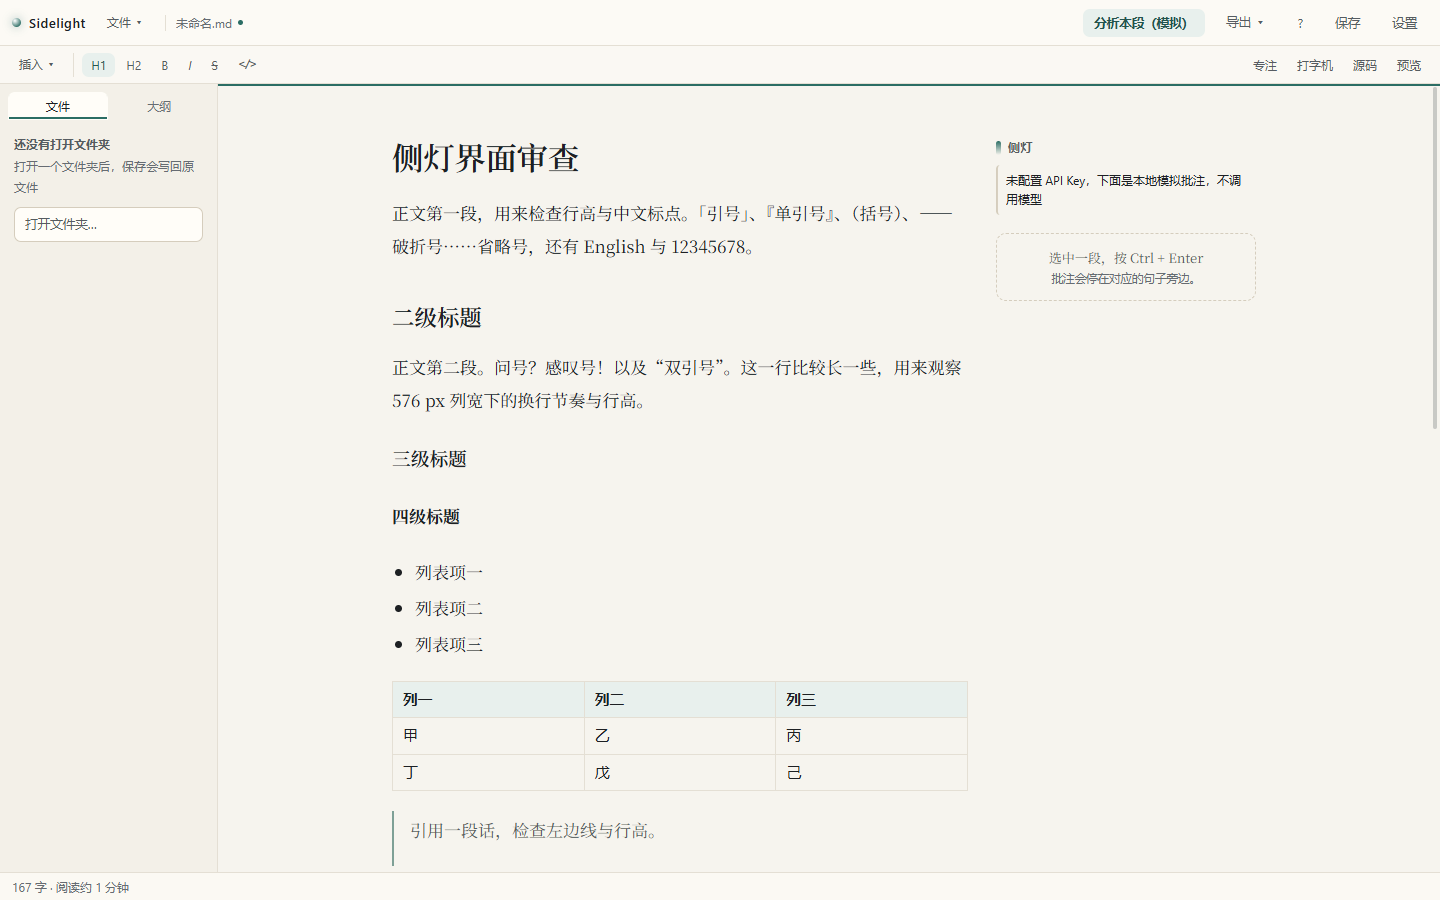 Sidelight 文件 未命名.md 分析本段（模拟） 导出 ? 保存 设置
插入 H1 H2 B I S </> 专注 打字机 源码 预览
文件 大纲
还没有打开文件夹
打开一个文件夹后，保存会写回原
文件
打开文件夹...
侧灯界面审查
正文第一段，用来检查行高与中文标点。「引号」、『单引号』、（括号）、——
破折号……省略号，还有 English 与 12345678。
二级标题
正文第二段。问号？感叹号！以及“双引号”。这一行比较长一些，用来观察
576 px 列宽下的换行节奏与行高。
三级标题
四级标题
列表项一
列表项二
列表项三
列一 列二 列三
甲 乙 丙
丁 戊 己
引用一段话，检查左边线与行高。
侧灯
未配置 API Key，下面是本地模拟批注，不调
用模型
选中一段，按 Ctrl + Enter
批注会停在对应的句子旁边。
167 字 · 阅读约 1 分钟